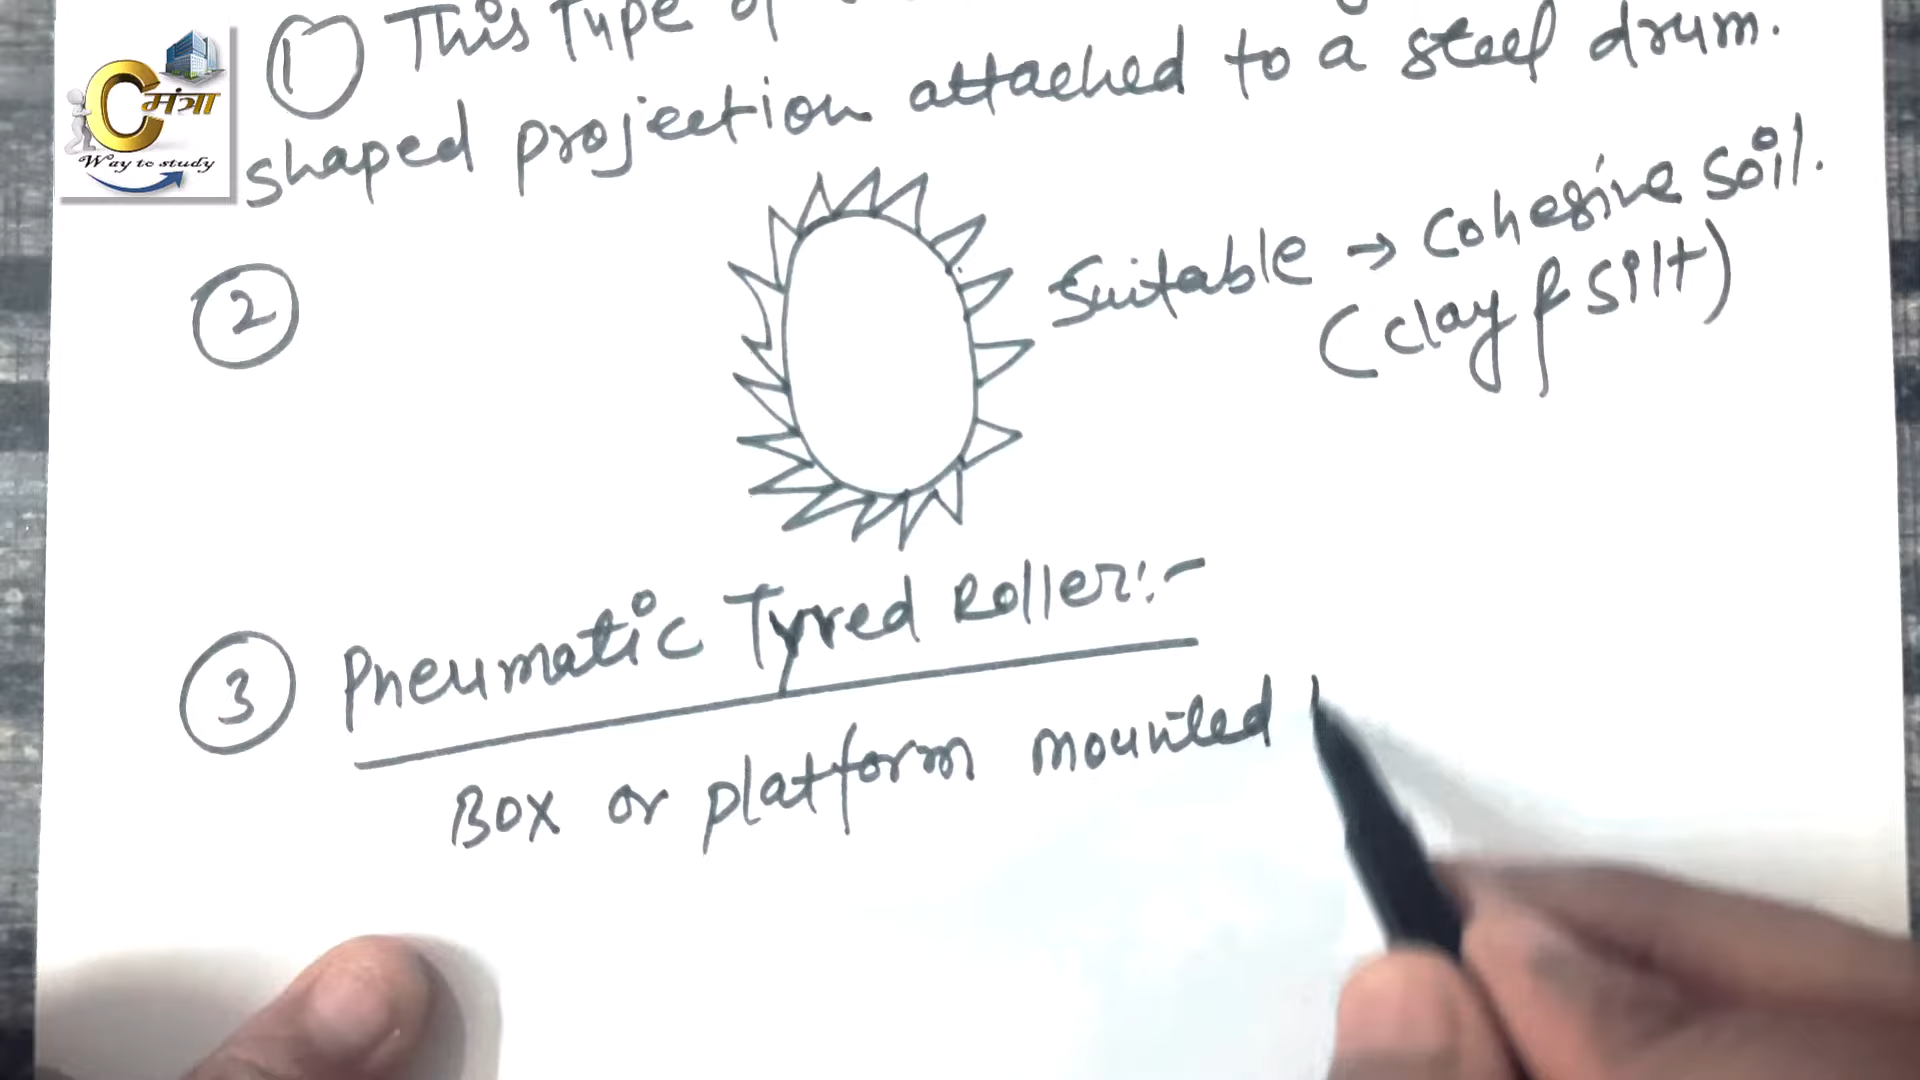 C मंत्रा
Way to study
① This Type of
shaped projection attached to a steel drum.
②
Suitable → Cohesive soil.
(clay & silt)
③ Pneumatic Tyred Roller:-
Box or platform mounted